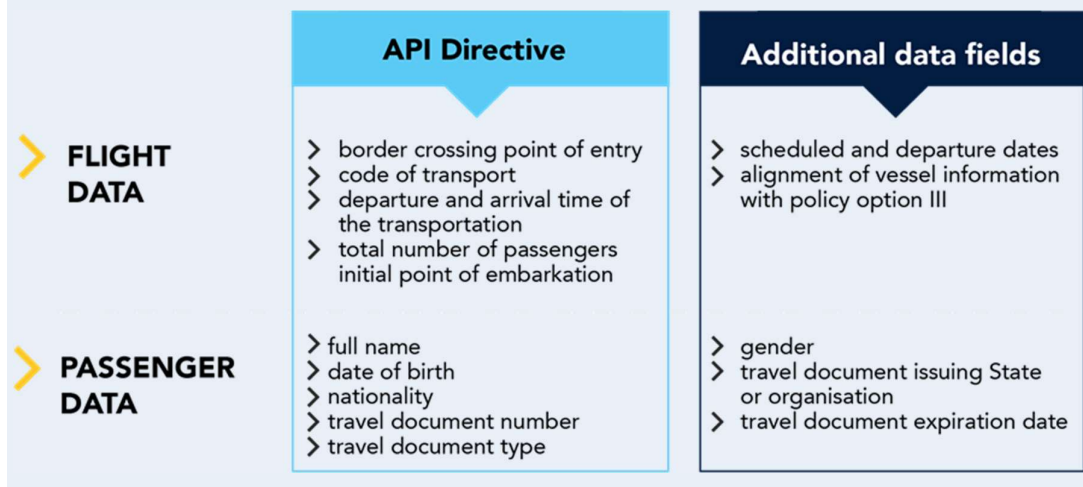 API Directive
Additional data fields
FLIGHT
DATA
border crossing point of entry
code of transport
departure and arrival time of
the transportation
total number of passengers
initial point of embarkation
scheduled and departure dates
alignment of vessel information
with policy option III
PASSENGER
DATA
full name
date of birth
nationality
travel document number
travel document type
gender
travel document issuing State
or organisation
travel document expiration date